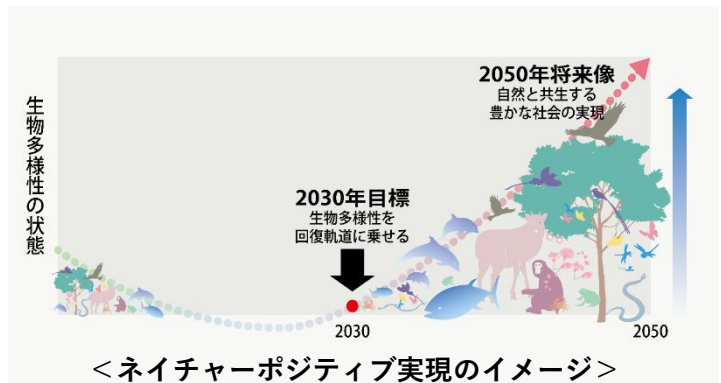 2050年将来像
自然と共生する
豊かな社会の実現
生物多様性の状態
2030年目標
生物多様性を
回復軌道に乗せる
2030
2050
＜ネイチャーポジティブ実現のイメージ＞